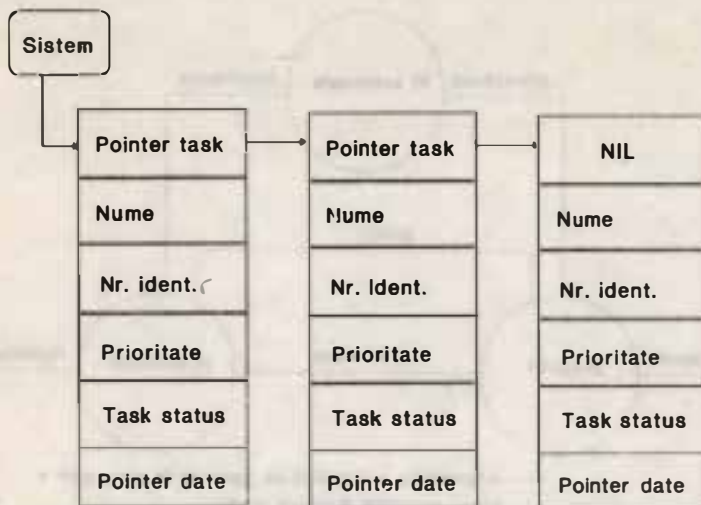 Sistem
Pointer task
Nume
Nr. ident.
Prioritate
Task status
Pointer date
Pointer task
Nume
Nr. Ident.
Prioritate
Task status
Pointer date
NIL
Nume
Nr. ident.
Prioritate
Task status
Pointer date